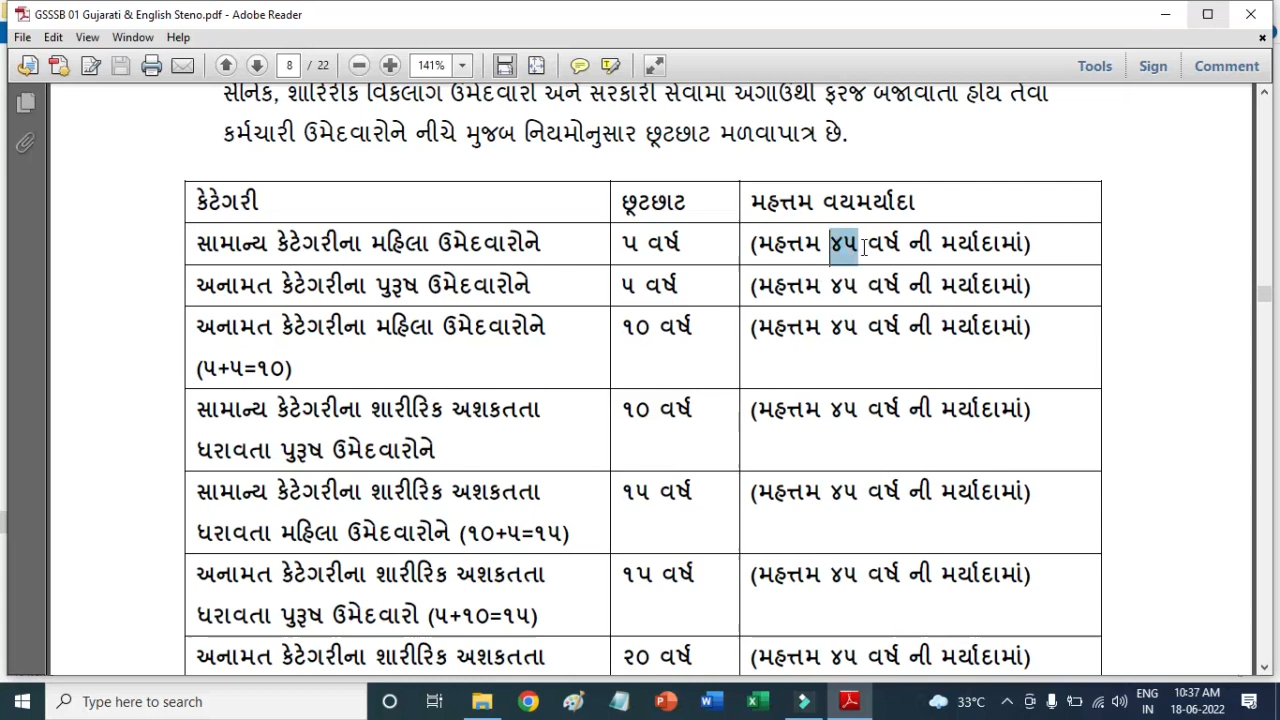 GSSSB 01 Gujarati & English Steno.pdf - Adobe Reader
File Edit View Window Help
8 / 22 141% Tools Sign Comment
સૈનિક, શારિરીક વિકલાંગ ઉમેદવારો અને સરકારી સેવામાં અગાઉથી ફરજ બજાવતા હોય તેવા
કર્મચારી ઉમેદવારોને નીચે મુજબ નિયમોનુસાર છૂટછાટ મળવાપાત્ર છે.
કેટેગરી છૂટછાટ મહત્તમ વયમર્યાદા
સામાન્ય કેટેગરીના મહિલા ઉમેદવારોને ૫ વર્ષ (મહત્તમ ૪૫ વર્ષ ની મર્યાદામાં)
અનામત કેટેગરીના પુરૂષ ઉમેદવારોને ૫ વર્ષ (મહત્તમ ૪૫ વર્ષ ની મર્યાદામાં)
અનામત કેટેગરીના મહિલા ઉમેદવારોને ૧૦ વર્ષ (મહત્તમ ૪૫ વર્ષ ની મર્યાદામાં)
(૫+૫=૧૦)
સામાન્ય કેટેગરીના શારીરિક અશકતતા ૧૦ વર્ષ (મહત્તમ ૪૫ વર્ષ ની મર્યાદામાં)
ધરાવતા પુરૂષ ઉમેદવારોને
સામાન્ય કેટેગરીના શારીરિક અશકતતા ૧૫ વર્ષ (મહત્તમ ૪૫ વર્ષ ની મર્યાદામાં)
ધરાવતા મહિલા ઉમેદવારોને (૧૦+૫=૧૫)
અનામત કેટેગરીના શારીરિક અશકતતા ૧૫ વર્ષ (મહત્તમ ૪૫ વર્ષ ની મર્યાદામાં)
ધરાવતા પુરૂષ ઉમેદવારો (૫+૧૦=૧૫)
અનામત કેટેગરીના શારીરિક અશકતતા ૨૦ વર્ષ (મહત્તમ ૪૫ વર્ષ ની મર્યાદામાં)
Type here to search 33°C ENG 10:37 AM
IN 18-06-2022